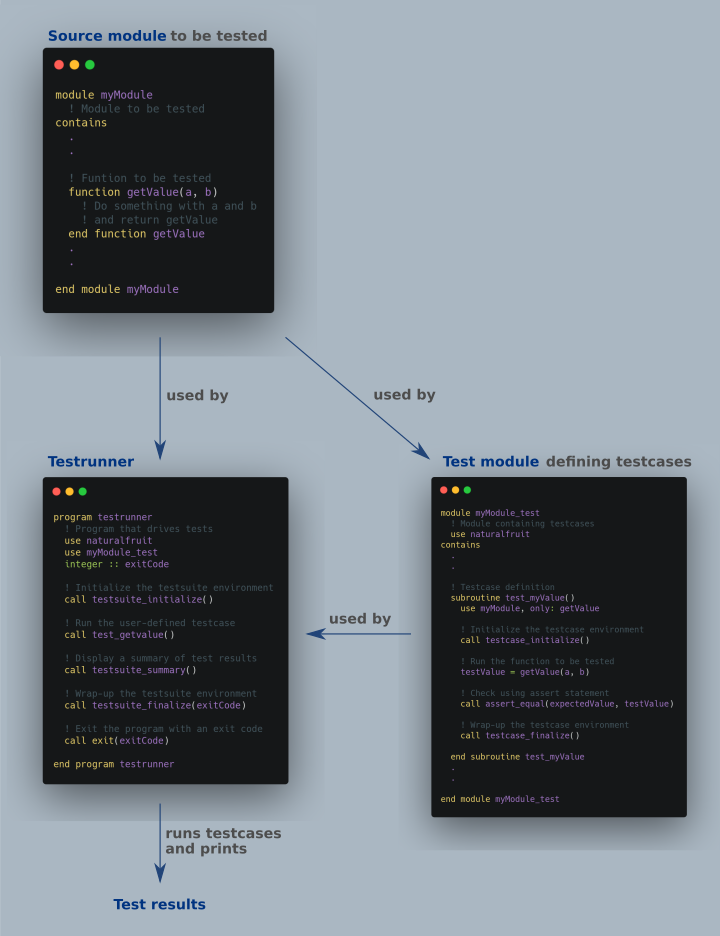 Source module to be tested
module myModule
! Module to be tested
contains
.
.
! Funtion to be tested
function getValue(a, b)
! Do something with a and b
! and return getValue
end function getValue
.
.
end module myModule
used by
used by
Testrunner
program testrunner
! Program that drives tests
use naturalfruit
use myModule_test
integer :: exitCode
! Initialize the testsuite environment
call testsuite_initialize()
! Run the user-defined testcase
call test_getvalue()
! Display a summary of test results
call testsuite_summary()
! Wrap-up the testsuite environment
call testsuite_finalize(exitCode)
! Exit the program with an exit code
call exit(exitCode)
end program testrunner
used by
Test module defining testcases
module myModule_test
! Module containing testcases
use naturalfruit
contains
.
.
! Testcase definition
subroutine test_myValue()
use myModule, only: getValue
! Initialize the testcase environment
call testcase_initialize()
! Run the function to be tested
testValue = getValue(a, b)
! Check using assert statement
call assert_equal(expectedValue, testValue)
! Wrap-up the testcase environment
call testcase_finalize()
end subroutine test_myValue
.
.
end module myModule_test
runs testcases
and prints
Test results